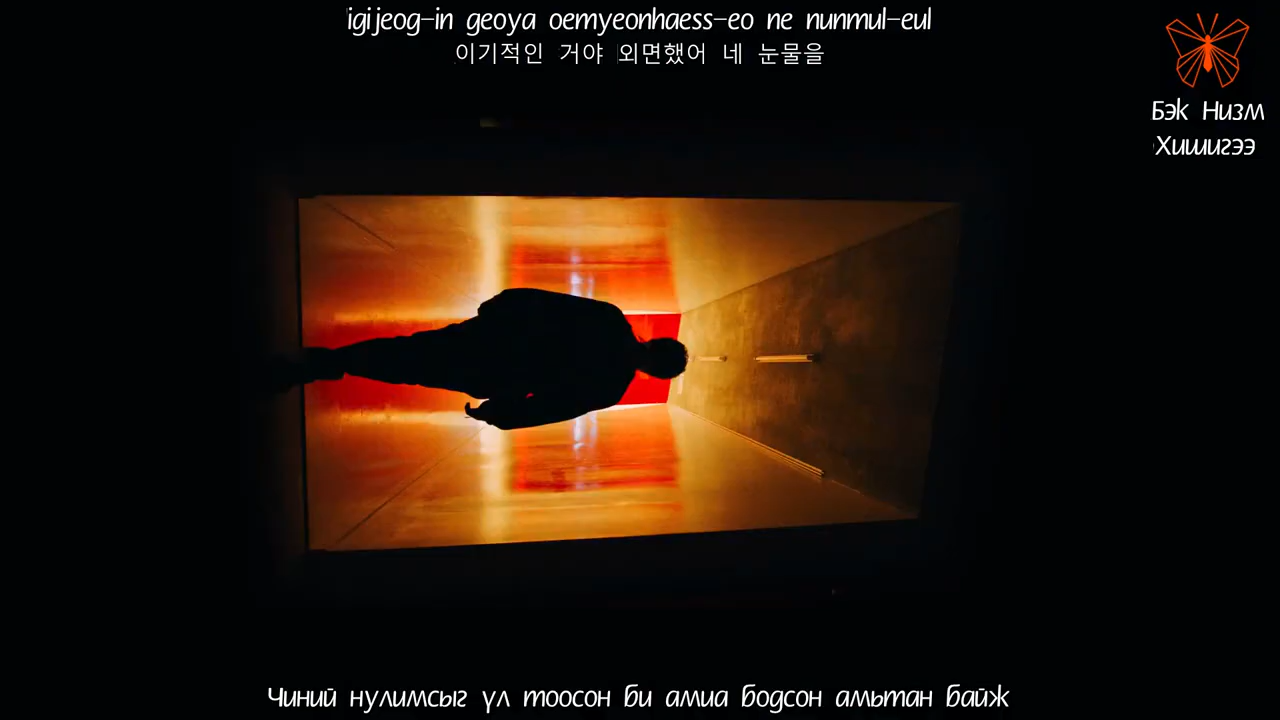 igijeog-in geoya oemyeonhaess-eo ne nunmul-eul
이기적인 거야 외면했어 네 눈물을
Бэк Низм
Хишигээ
Чиний нулимсыг үл тоосон би амиа бодсон амьтан байж